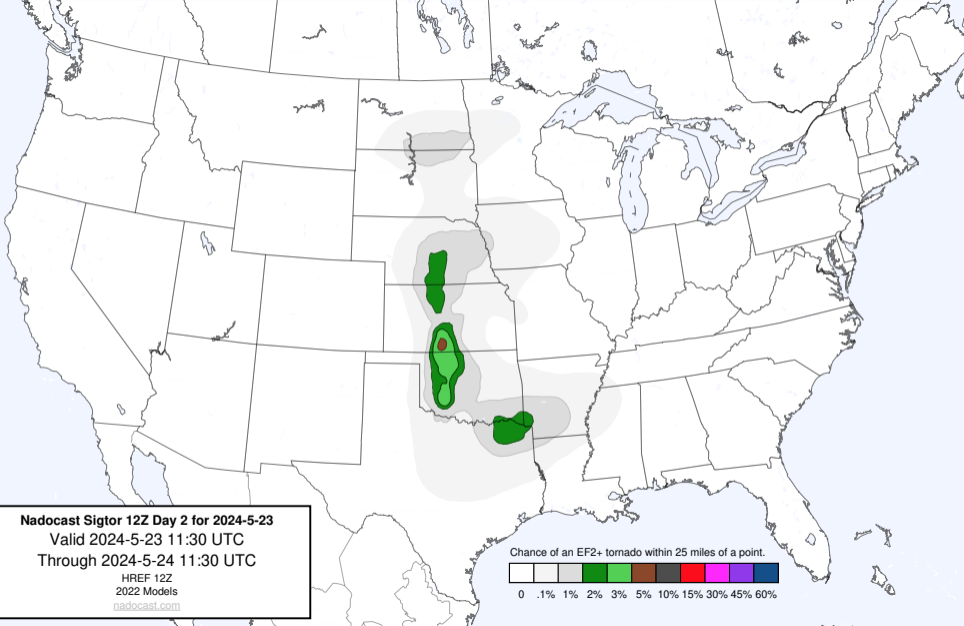 Nadocast Sigtor 12Z Day 2 for 2024-5-23
Valid 2024-5-23 11:30 UTC
Through 2024-5-24 11:30 UTC
HREF 12Z
2022 Models
nadocast.com
Chance of an EF2+ tornado within 25 miles of a point.
0 .1% 1% 2% 3% 5% 10% 15% 30% 45% 60%